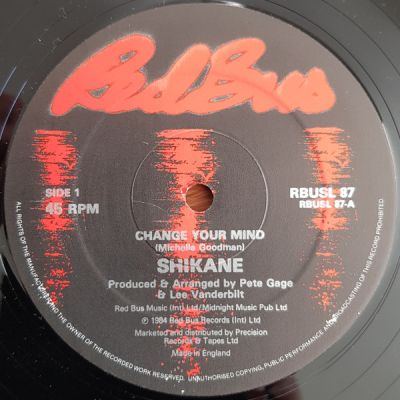 Red Bus
SIDE 1
45 RPM
RBUSL 87
RBUSL 87-A
CHANGE YOUR MIND
(Michelle Goodman)
SHIKANE
Produced & Arranged by Pete Gage
& Lee Vanderbilt
Red Bus Music (Int) Ltd/Midnight Music Pub Ltd
℗ 1984 Red Bus Records (Int) Ltd
Marketed and distributed by Precision
Records & Tapes Ltd
Made in England
ALL RIGHTS OF THE MANUFACTURER AND THE OWNER OF THE RECORDED WORK RESERVED. UNAUTHORISED COPYING, PUBLIC PERFORMANCE AND BROADCASTING OF THIS RECORD PROHIBITED.